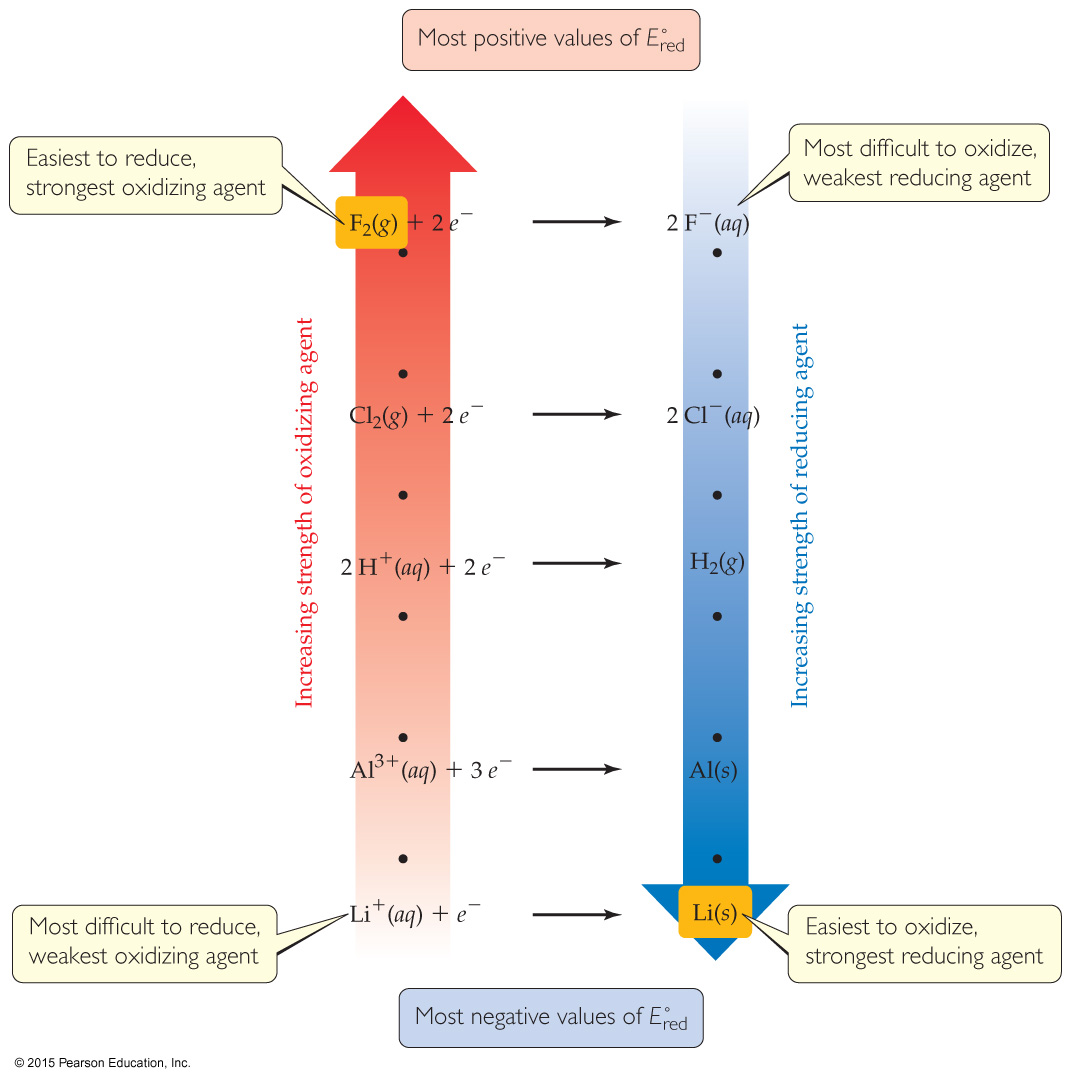 Most positive values of E°red
Easiest to reduce,
strongest oxidizing agent
Most difficult to oxidize,
weakest reducing agent
F₂(g) + 2 e⁻ ⟶ 2 F⁻(aq)
Increasing strength of oxidizing agent
Increasing strength of reducing agent
Cl₂(g) + 2 e⁻ ⟶ 2 Cl⁻(aq)
2 H⁺(aq) + 2 e⁻ ⟶ H₂(g)
Al³⁺(aq) + 3 e⁻ ⟶ Al(s)
Li⁺(aq) + e⁻ ⟶ Li(s)
Most difficult to reduce,
weakest oxidizing agent
Easiest to oxidize,
strongest reducing agent
Most negative values of E°red
© 2015 Pearson Education, Inc.